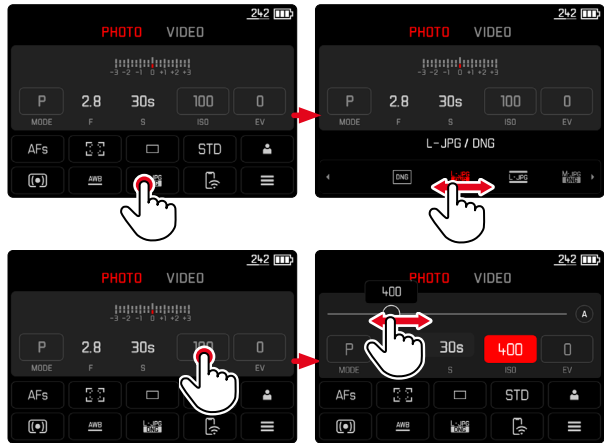 242
PHOTO VIDEO
-3 -2 -1 0 +1 +2 +3
P 2.8 30s 100 0
MODE F S ISO EV
AFs STD
AWB
242
PHOTO VIDEO
-3 -2 -1 0 +1 +2 +3
P 2.8 30s 100 0
MODE F S ISO EV
L-JPG / DNG
DNG L-JPG M-JPG DNG
242
PHOTO VIDEO
-3 -2 -1 0 +1 +2 +3
P 2.8 30s 0
MODE F S EV
AFs STD
AWB L-JPG DNG
242
PHOTO VIDEO
400
A
P 30s 400 0
MODE S ISO EV
AFs STD
AWB L-JPG DNG